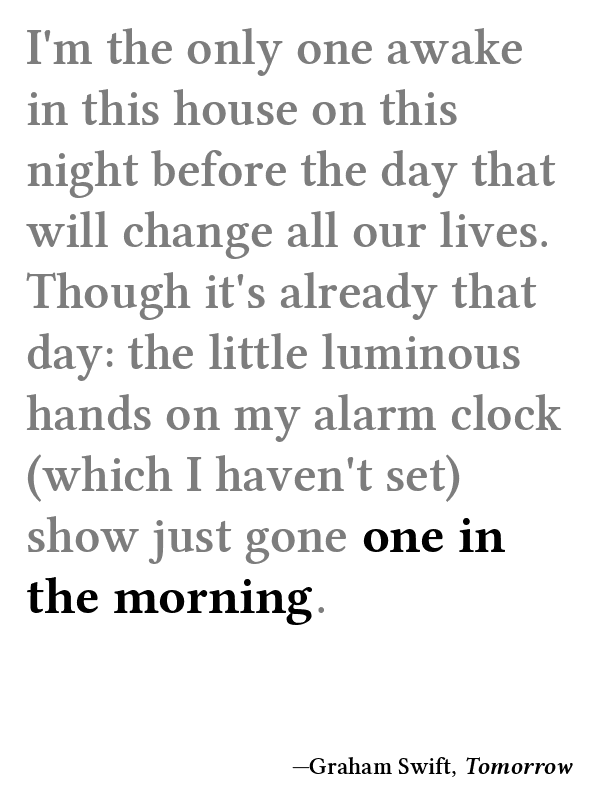 I'm the only one awake
in this house on this
night before the day that
will change all our lives.
Though it's already that
day: the little luminous
hands on my alarm clock
(which I haven't set)
show just gone one in
the morning.
—Graham Swift, Tomorrow